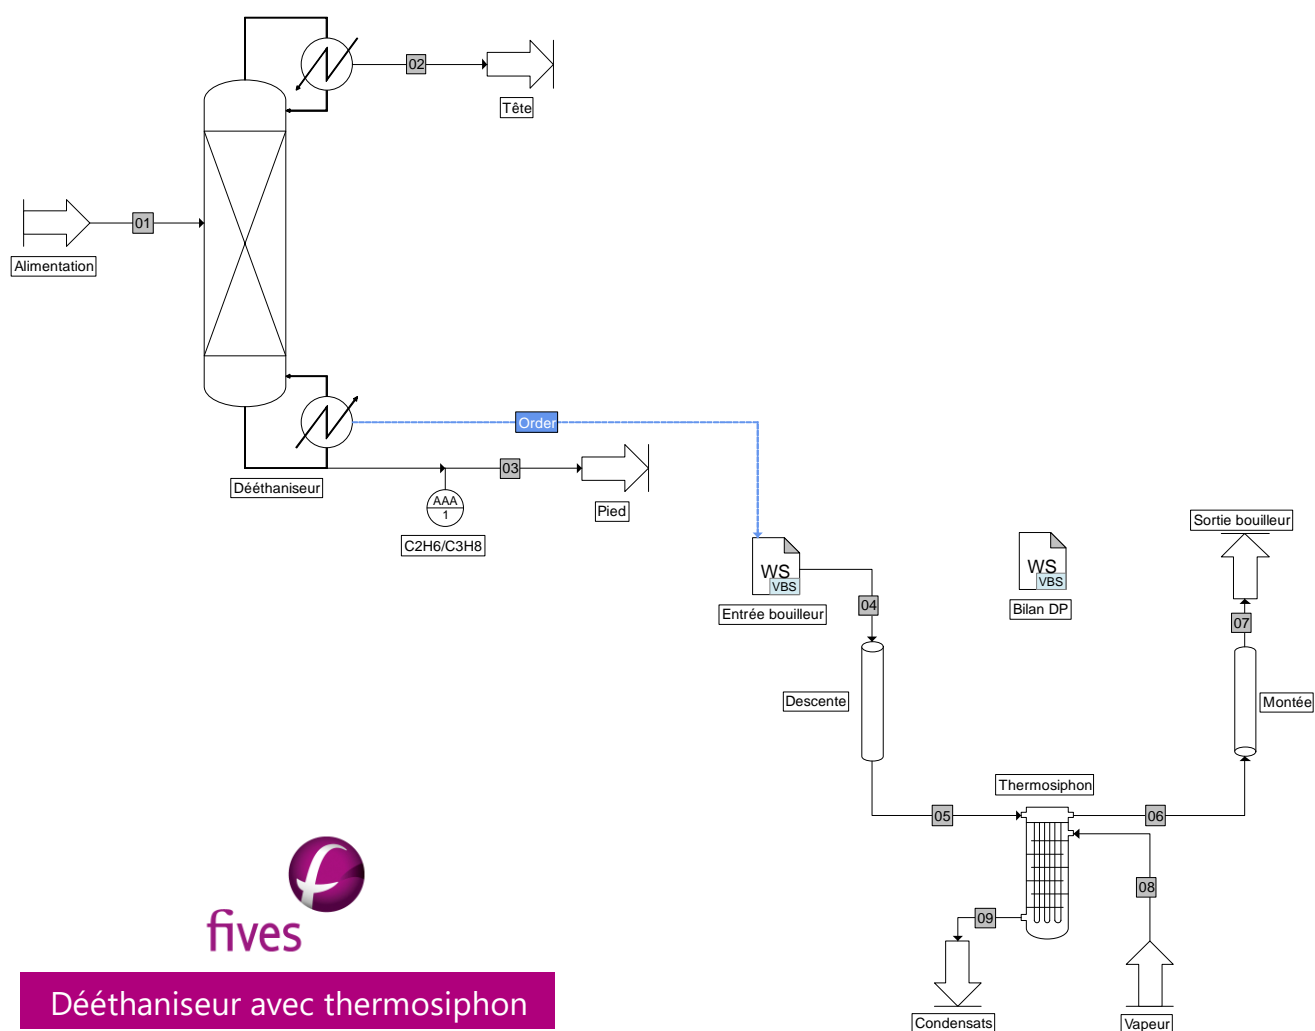 02
Tête
01
Alimentation
Order
03
Dééthaniseur
AAA
1
C2H6/C3H8
Pied
Sortie bouilleur
WS
VBS
Entrée bouilleur
WS
VBS
Bilan DP
04
07
Descente
Montée
Thermosiphon
05
06
08
09
Condensats
Vapeur
fives
Dééthaniseur avec thermosiphon